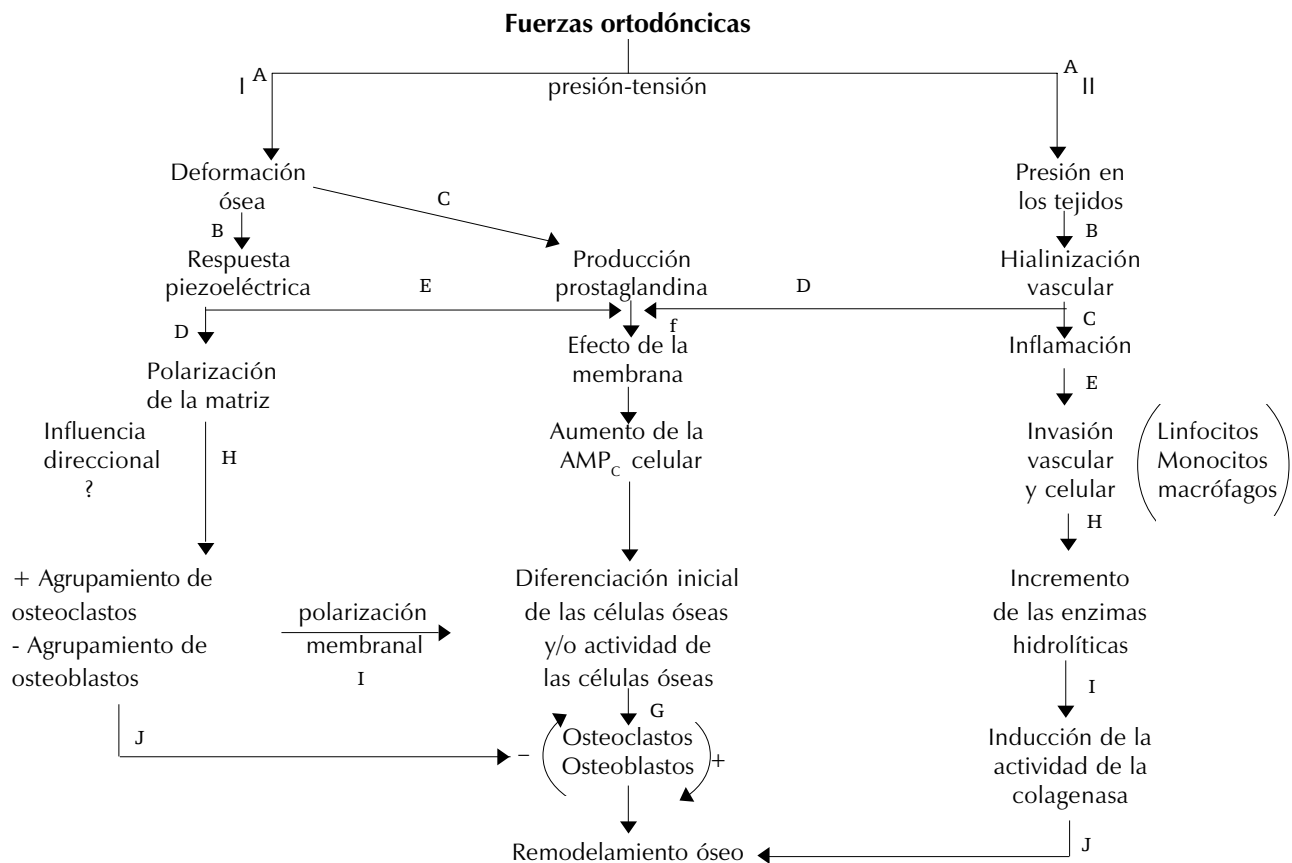 Fuerzas ortodóncicas
I A
presión-tensión
A II
Deformación
ósea
C
Presión en
los tejidos
B
B
Respuesta
piezoeléctrica
E
Producción
prostaglandina
D
Hialinización
vascular
D
f
C
Efecto de la
membrana
Inflamación
E
Polarización
de la matriz
Influencia
direccional
?
H
Aumento de la
AMPC celular
Invasión
vascular
y celular
Linfocitos
Monocitos
macrófagos
H
+ Agrupamiento de
osteoclastos
- Agrupamiento de
osteoblastos
polarización
membranal
I
Diferenciación inicial
de las células óseas
y/o actividad de
las células óseas
Incremento
de las enzimas
hidrolíticas
I
G
J
− (Osteoclastos
Osteoblastos) +
Inducción de la
actividad de la
colagenasa
J
Remodelamiento óseo